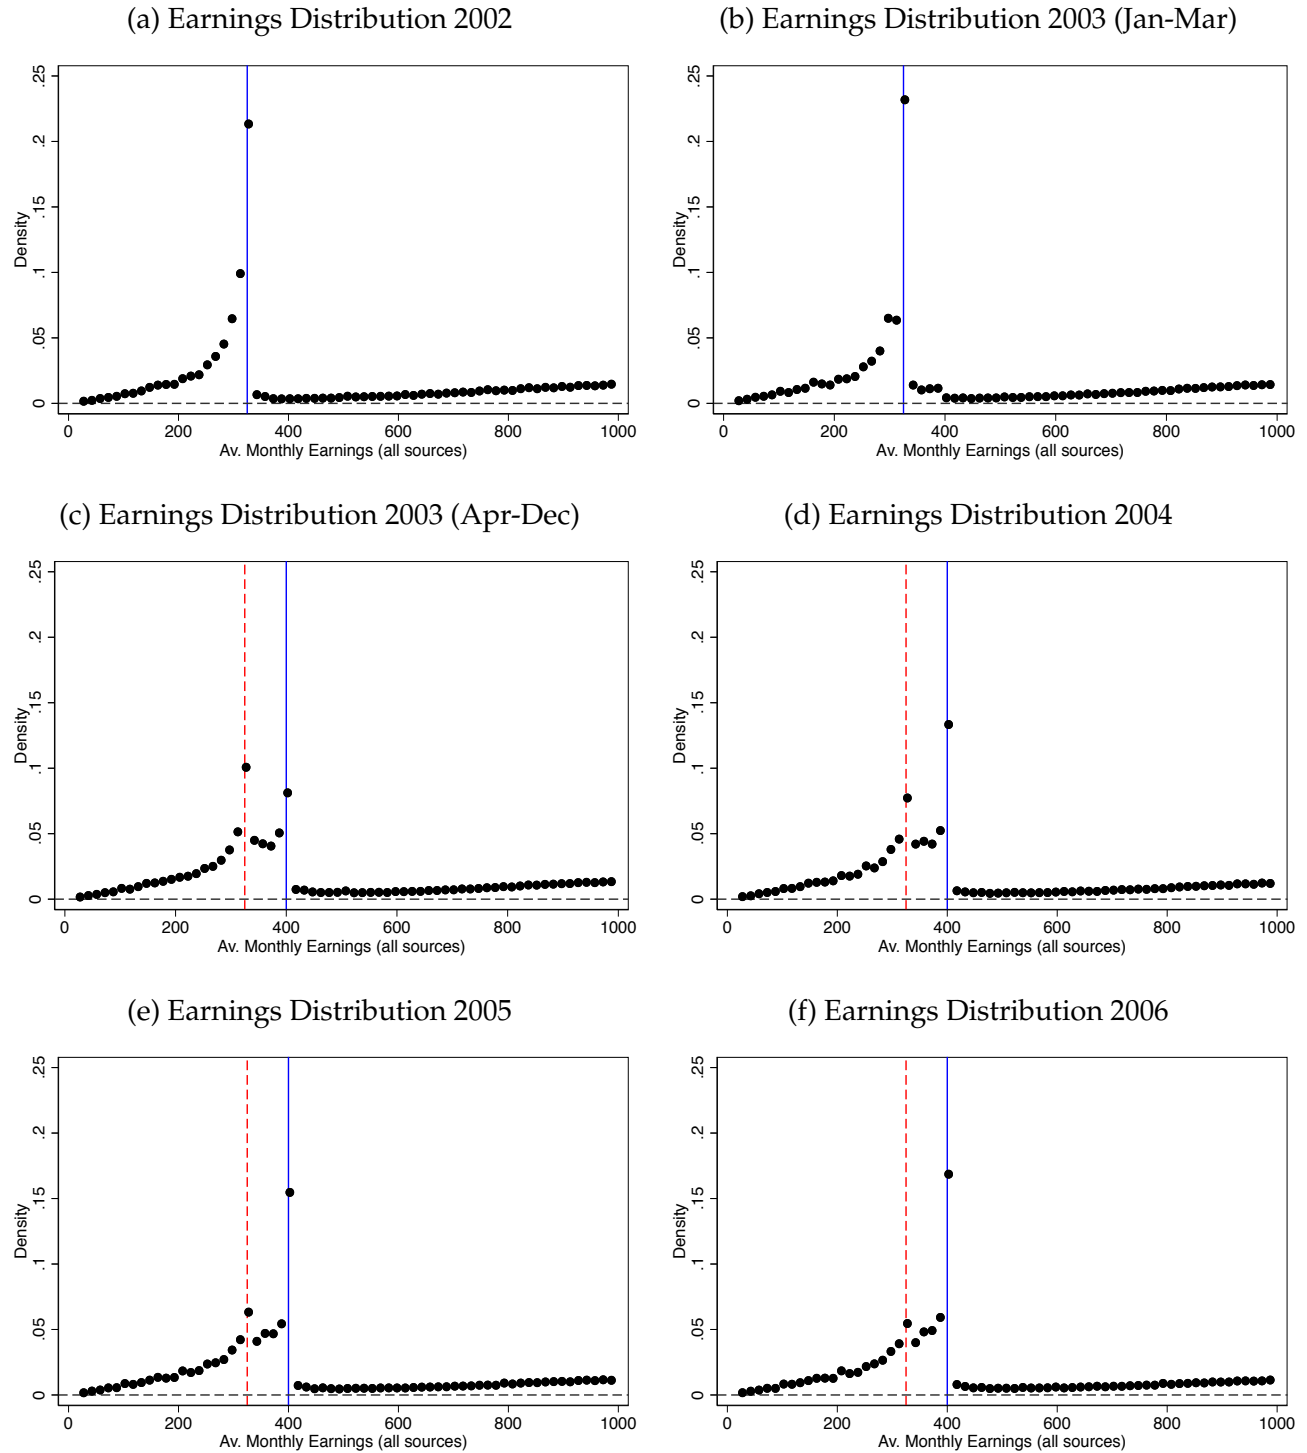 (a) Earnings Distribution 2002
.25
.2
.15
.1
.05
0
Density
0 200 400 600 800 1000
Av. Monthly Earnings (all sources)
(b) Earnings Distribution 2003 (Jan-Mar)
.25
.2
.15
.1
.05
0
Density
0 200 400 600 800 1000
Av. Monthly Earnings (all sources)
(c) Earnings Distribution 2003 (Apr-Dec)
.25
.2
.15
.1
.05
0
Density
0 200 400 600 800 1000
Av. Monthly Earnings (all sources)
(d) Earnings Distribution 2004
.25
.2
.15
.1
.05
0
Density
0 200 400 600 800 1000
Av. Monthly Earnings (all sources)
(e) Earnings Distribution 2005
.25
.2
.15
.1
.05
0
Density
0 200 400 600 800 1000
Av. Monthly Earnings (all sources)
(f) Earnings Distribution 2006
.25
.2
.15
.1
.05
0
Density
0 200 400 600 800 1000
Av. Monthly Earnings (all sources)